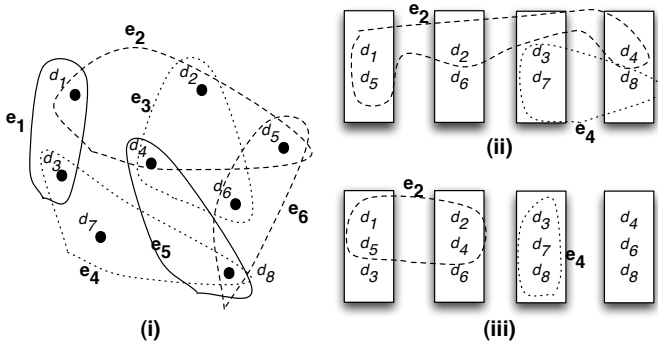 e2
d1
d2
e3
e1
d5
d4
d3
d6
d7
e6
e5
e4
d8
(i)
e2
d1 d2 d3 d4
d5 d6 d7 d8
e4
(ii)
e2
d1 d2 d3 d4
d5 d4 d7 d6
e4
d3 d6 d8 d8
(iii)